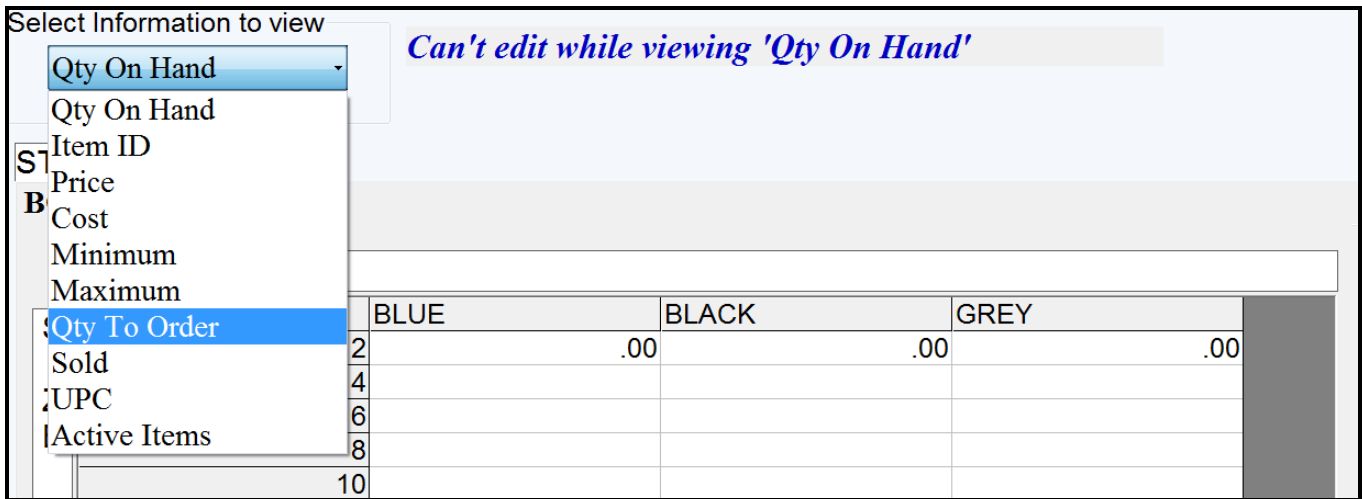 Select Information to view
Can't edit while viewing 'Qty On Hand'
Qty On Hand
Qty On Hand
Item ID
Price
Cost
Minimum
Maximum
Qty To Order
Sold
UPC
Active Items
BLUE BLACK GREY
2 .00 .00 .00
4
6
8
10